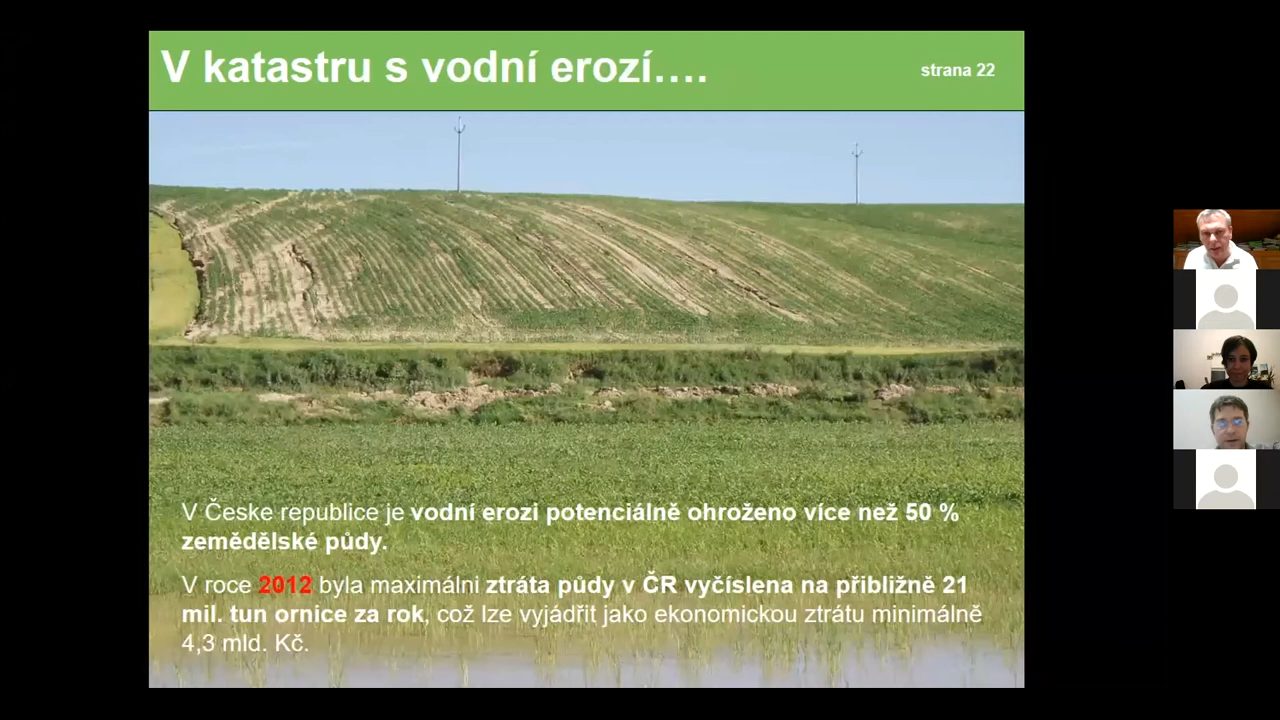 V katastru s vodní erozí....
strana 22
V Česke republice je vodní erozi potenciálně ohroženo více než 50 %
zemědělské půdy.
V roce 2012 byla maximálni ztráta půdy v ČR vyčíslena na přibližně 21
mil. tun ornice za rok, což lze vyjádřit jako ekonomickou ztrátu minimálně
4,3 mld. Kč.